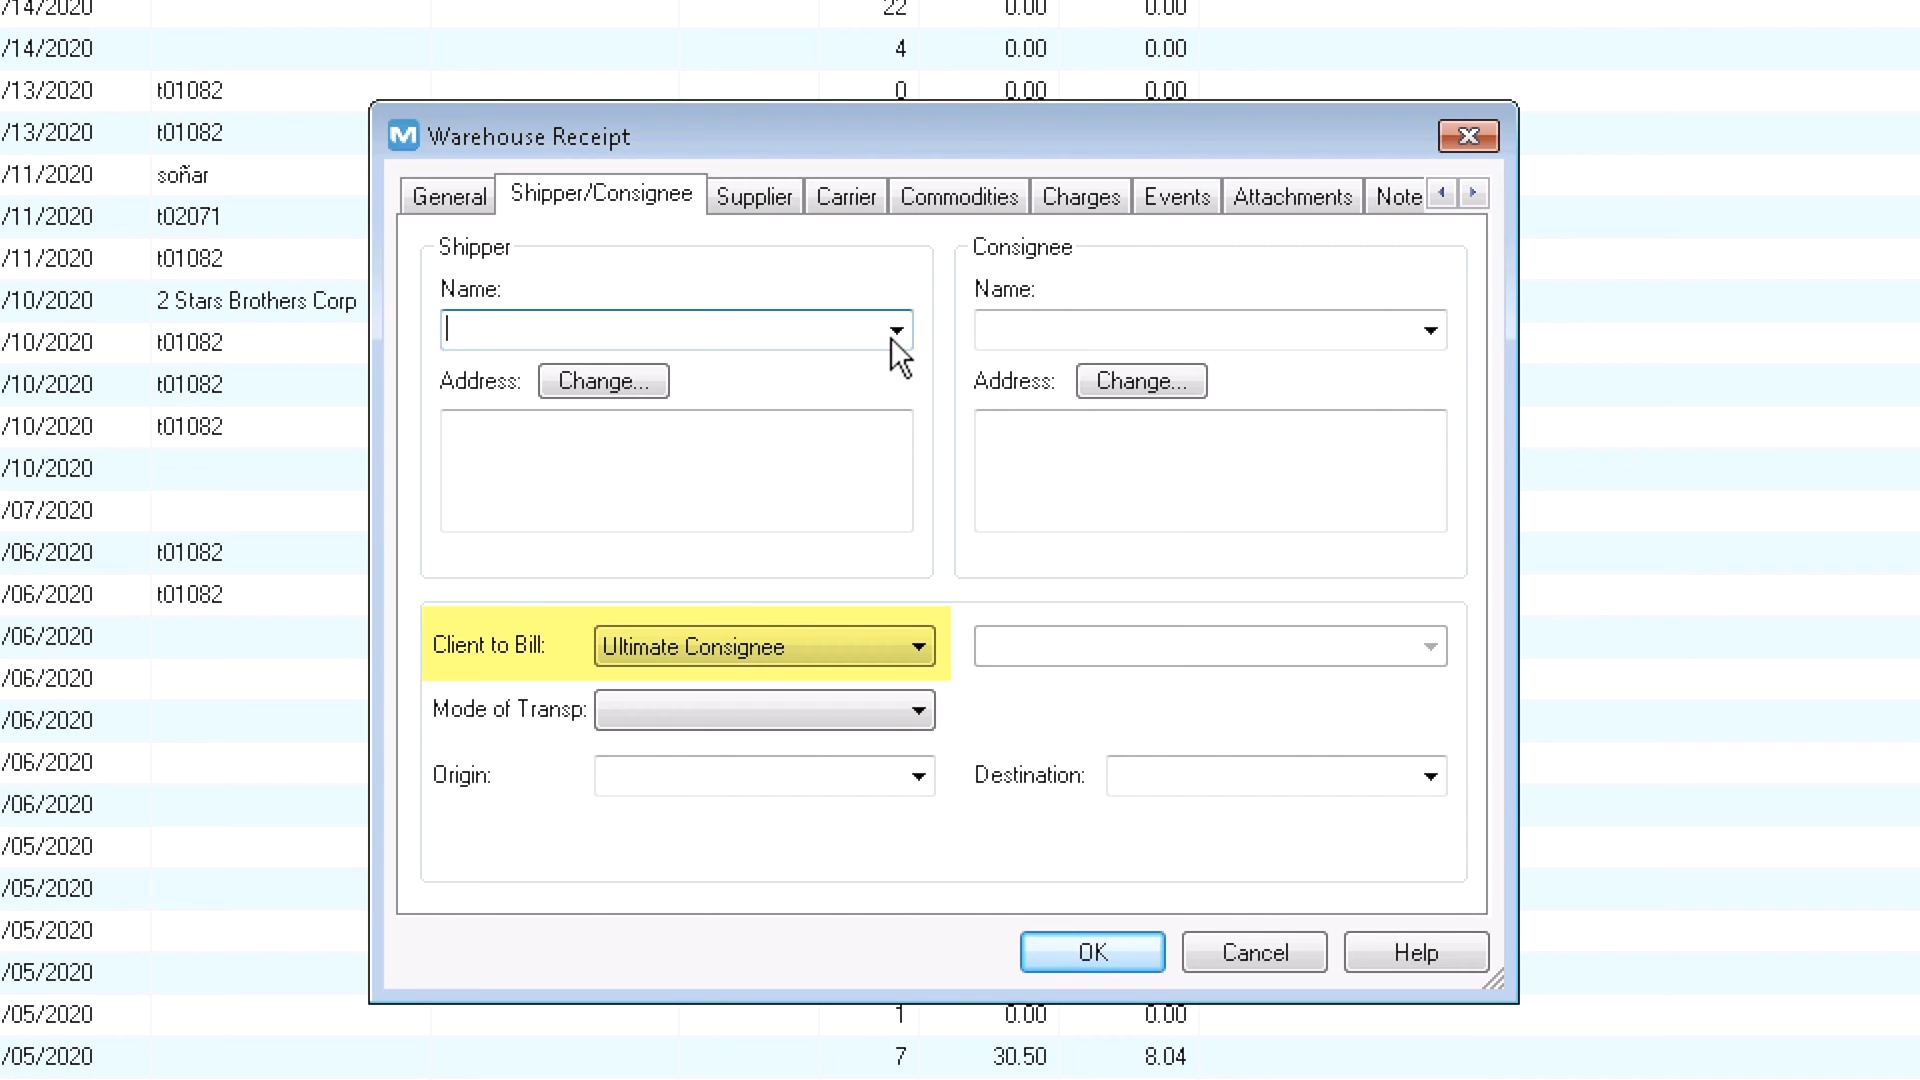 /14/2020 22 0.00 0.00
/14/2020 4 0.00 0.00
/13/2020 t01082 0 0.00 0.00
/13/2020 t01082
/11/2020 soñar
/11/2020 t02071
/11/2020 t01082
/10/2020 2 Stars Brothers Corp
/10/2020 t01082
/10/2020 t01082
/10/2020 t01082
/10/2020
/07/2020
/06/2020 t01082
/06/2020 t01082
/06/2020
/06/2020
/06/2020
/06/2020
/06/2020
/05/2020
/05/2020
/05/2020
/05/2020
/05/2020 1 0.00 0.00
/05/2020 7 30.50 8.04
M Warehouse Receipt
General Shipper/Consignee Supplier Carrier Commodities Charges Events Attachments Note
Shipper Consignee
Name: Name:
Address: Change... Address: Change...
Client to Bill: Ultimate Consignee
Mode of Transp:
Origin: Destination:
OK Cancel Help